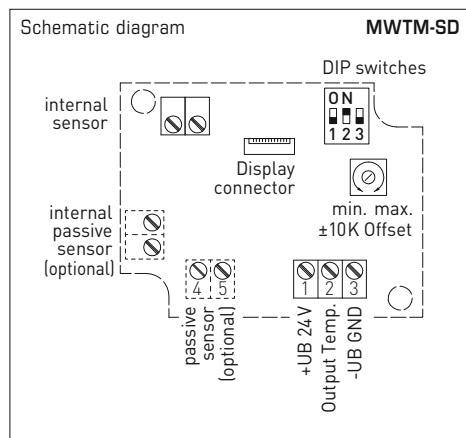 Schematic diagram
MWTM-SD
DIP switches
ON
1 2 3
internal
sensor
Display
connector
min. max.
±10K Offset
internal
passive
sensor
(optional)
4 5
passive
sensor
(optional)
1 2 3
+UB 24 V
Output Temp.
-UB GND